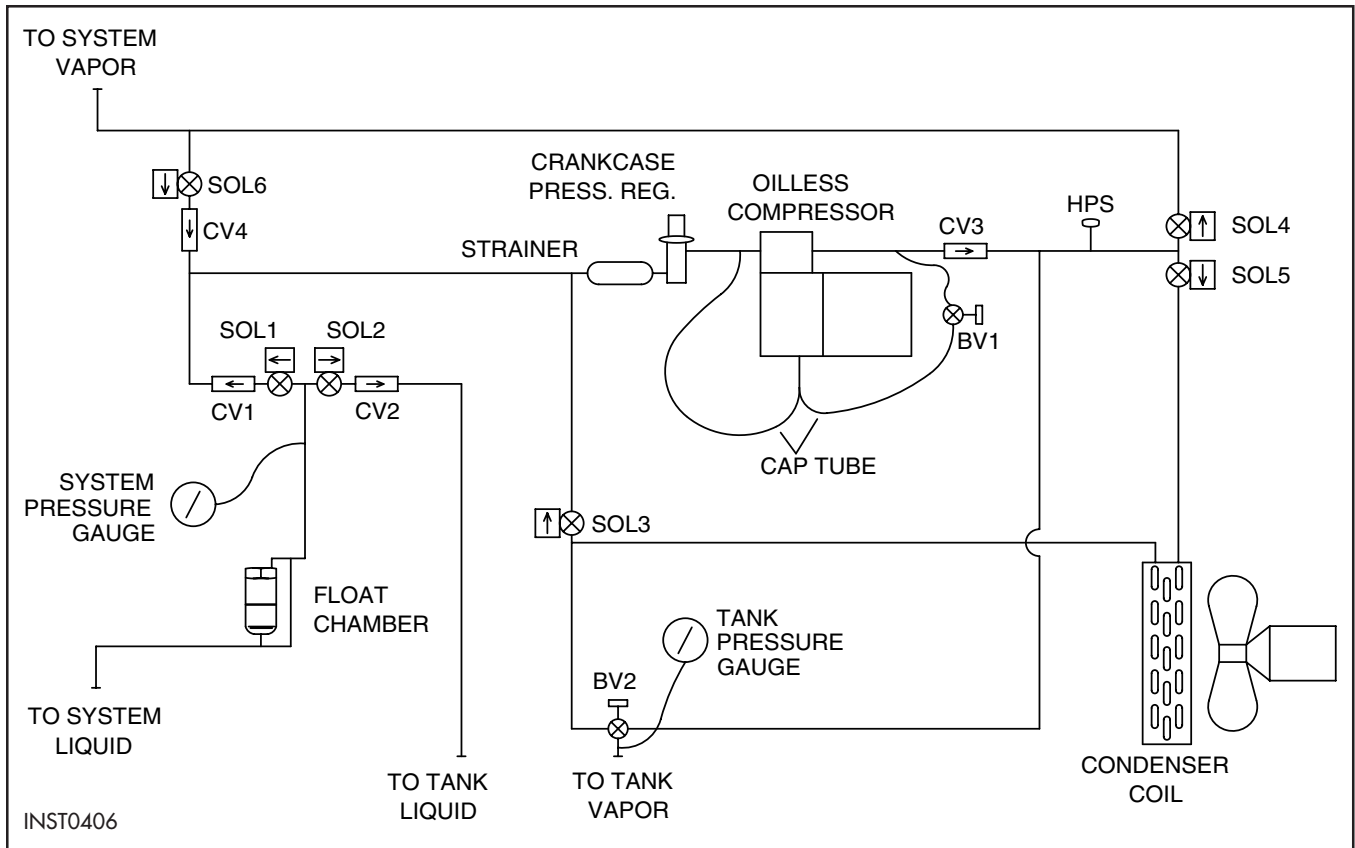 TO SYSTEM
VAPOR
SOL6
CV4
CRANKCASE
PRESS. REG.
STRAINER
OILLESS
COMPRESSOR
CV3
HPS
SOL4
SOL5
BV1
SOL1
SOL2
CV1
CV2
CAP TUBE
SYSTEM
PRESSURE
GAUGE
SOL3
FLOAT
CHAMBER
TANK
PRESSURE
GAUGE
BV2
TO SYSTEM
LIQUID
TO TANK
LIQUID
TO TANK
VAPOR
CONDENSER
COIL
INST0406